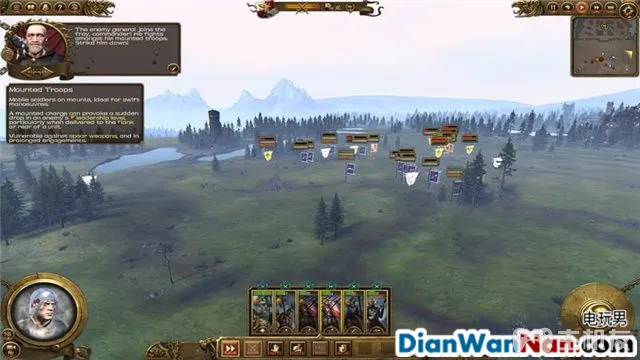 The enemy general joins the
fray, commander! He fights
amongst his mounted troops.
Strike him down!
Mounted Troops
Mobile soldiers on mounts, ideal for swift
manoeuvres.
A mounted charge can provoke a sudden
drop in an enemy's leadership level,
particularly when delivered to the flank
or rear of a unit.
Vulnerable against spear weapons, and in
prolonged engagements.
电玩男
DianWanNan.com